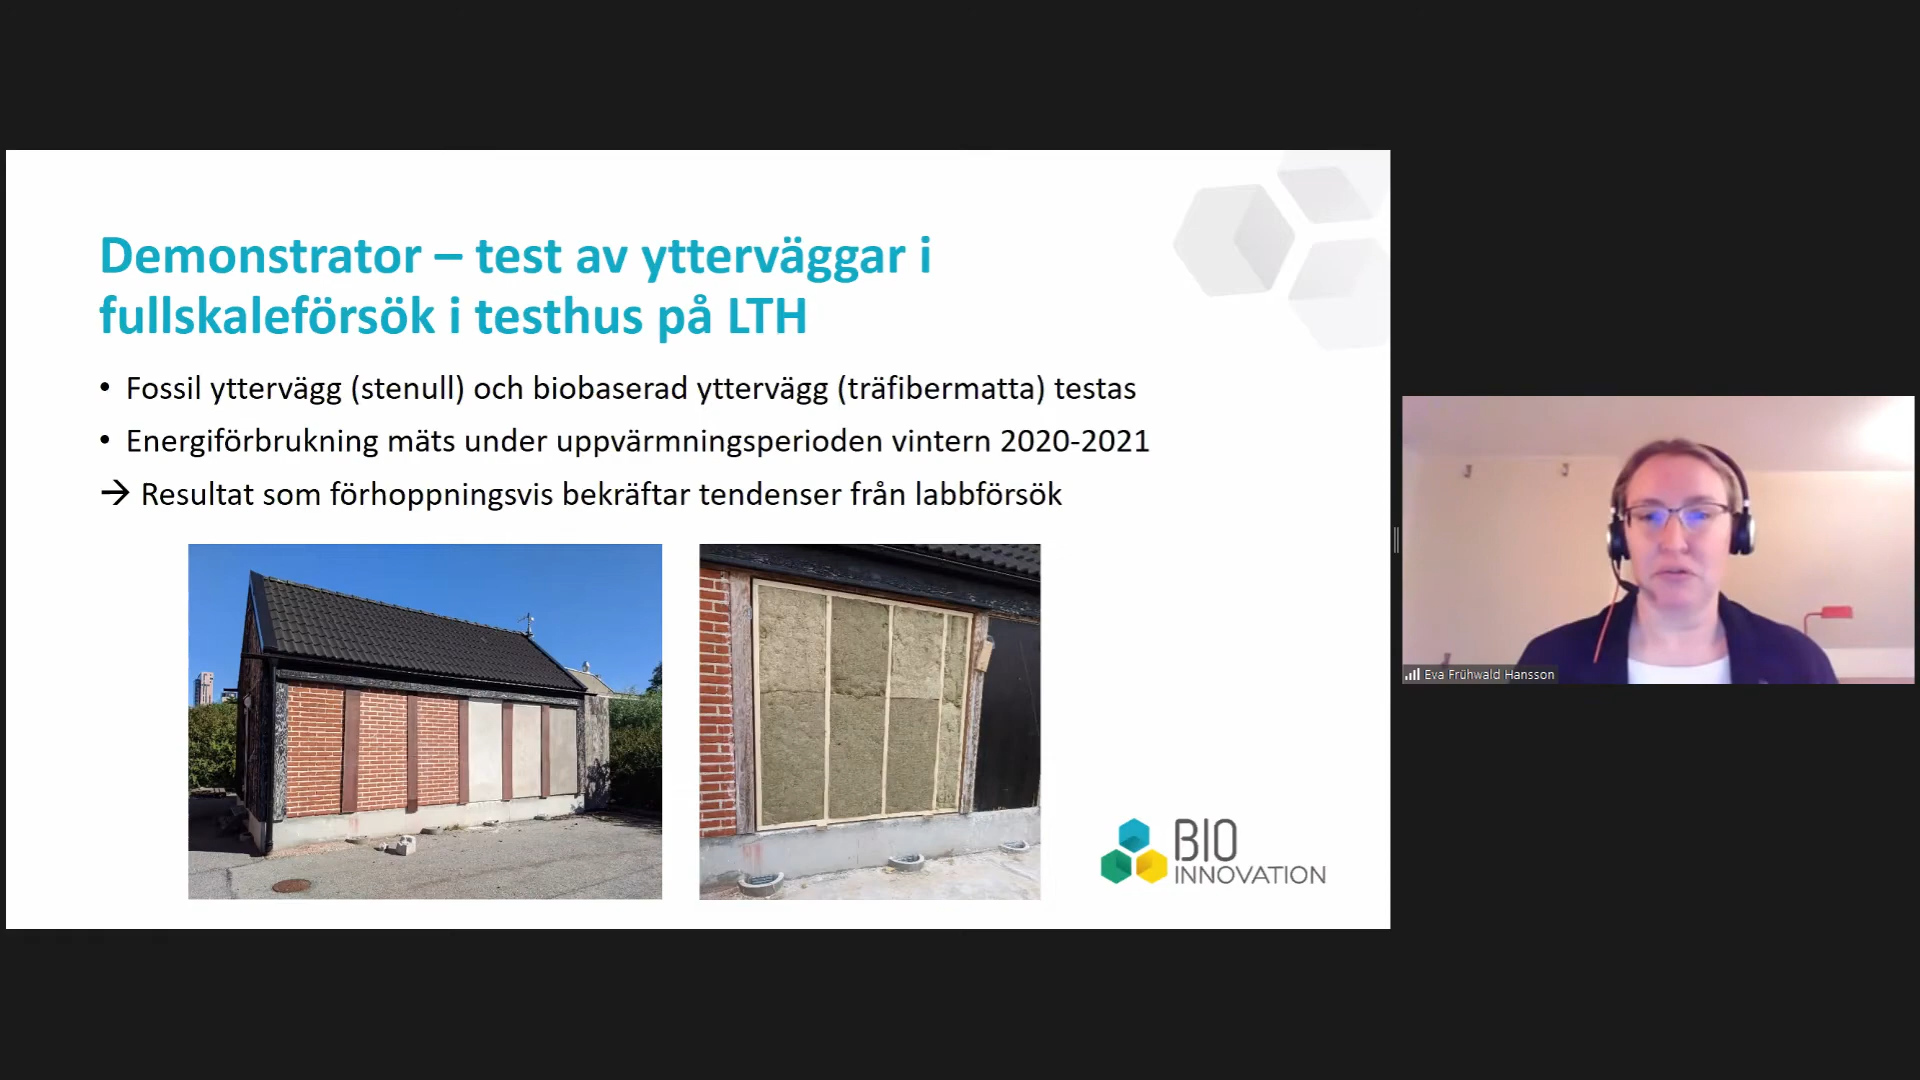 Demonstrator – test av ytterväggar i
fullskaleförsök i testhus på LTH
• Fossil yttervägg (stenull) och biobaserad yttervägg (träfibermatta) testas
• Energiförbrukning mäts under uppvärmningsperioden vintern 2020-2021
→ Resultat som förhoppningsvis bekräftar tendenser från labbförsök
BIO
INNOVATION
Eva Frühwald Hansson